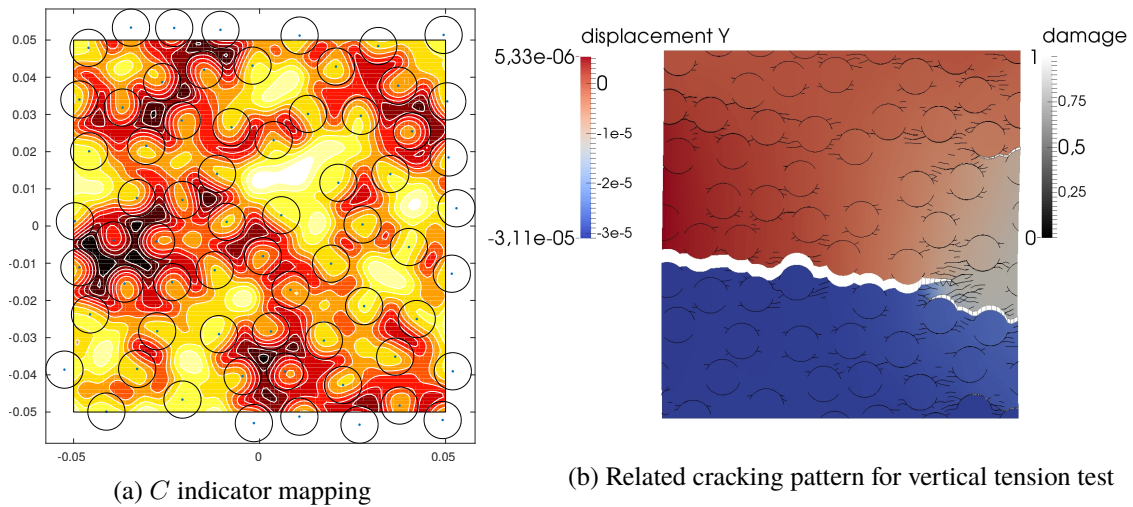 0.05
0.04
0.03
0.02
0.01
0
-0.01
-0.02
-0.03
-0.04
-0.05
-0.05
0
0.05
(a) C indicator mapping
displacement Y
5,33e-06
0
-1e-5
-2e-5
-3e-5
-3,11e-05
damage
1
0,75
0,5
0,25
0
(b) Related cracking pattern for vertical tension test